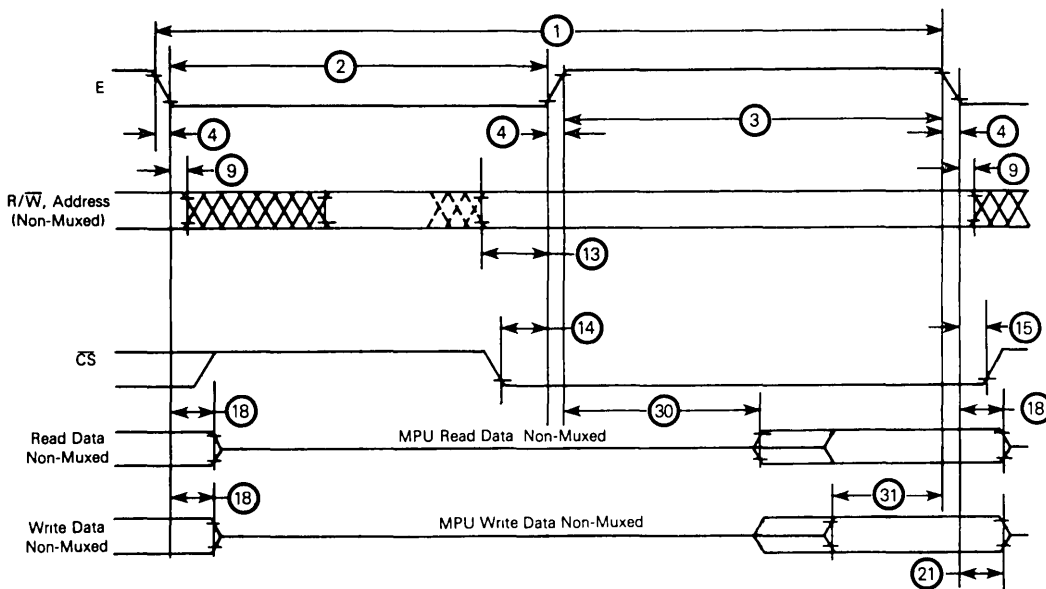 1
2
E
4
4
3
4
9
9
R/W̅, Address
(Non-Muxed)
13
14
15
C̅S̅
30
18
18
Read Data
Non-Muxed
MPU Read Data Non-Muxed
18
31
Write Data
Non-Muxed
MPU Write Data Non-Muxed
21